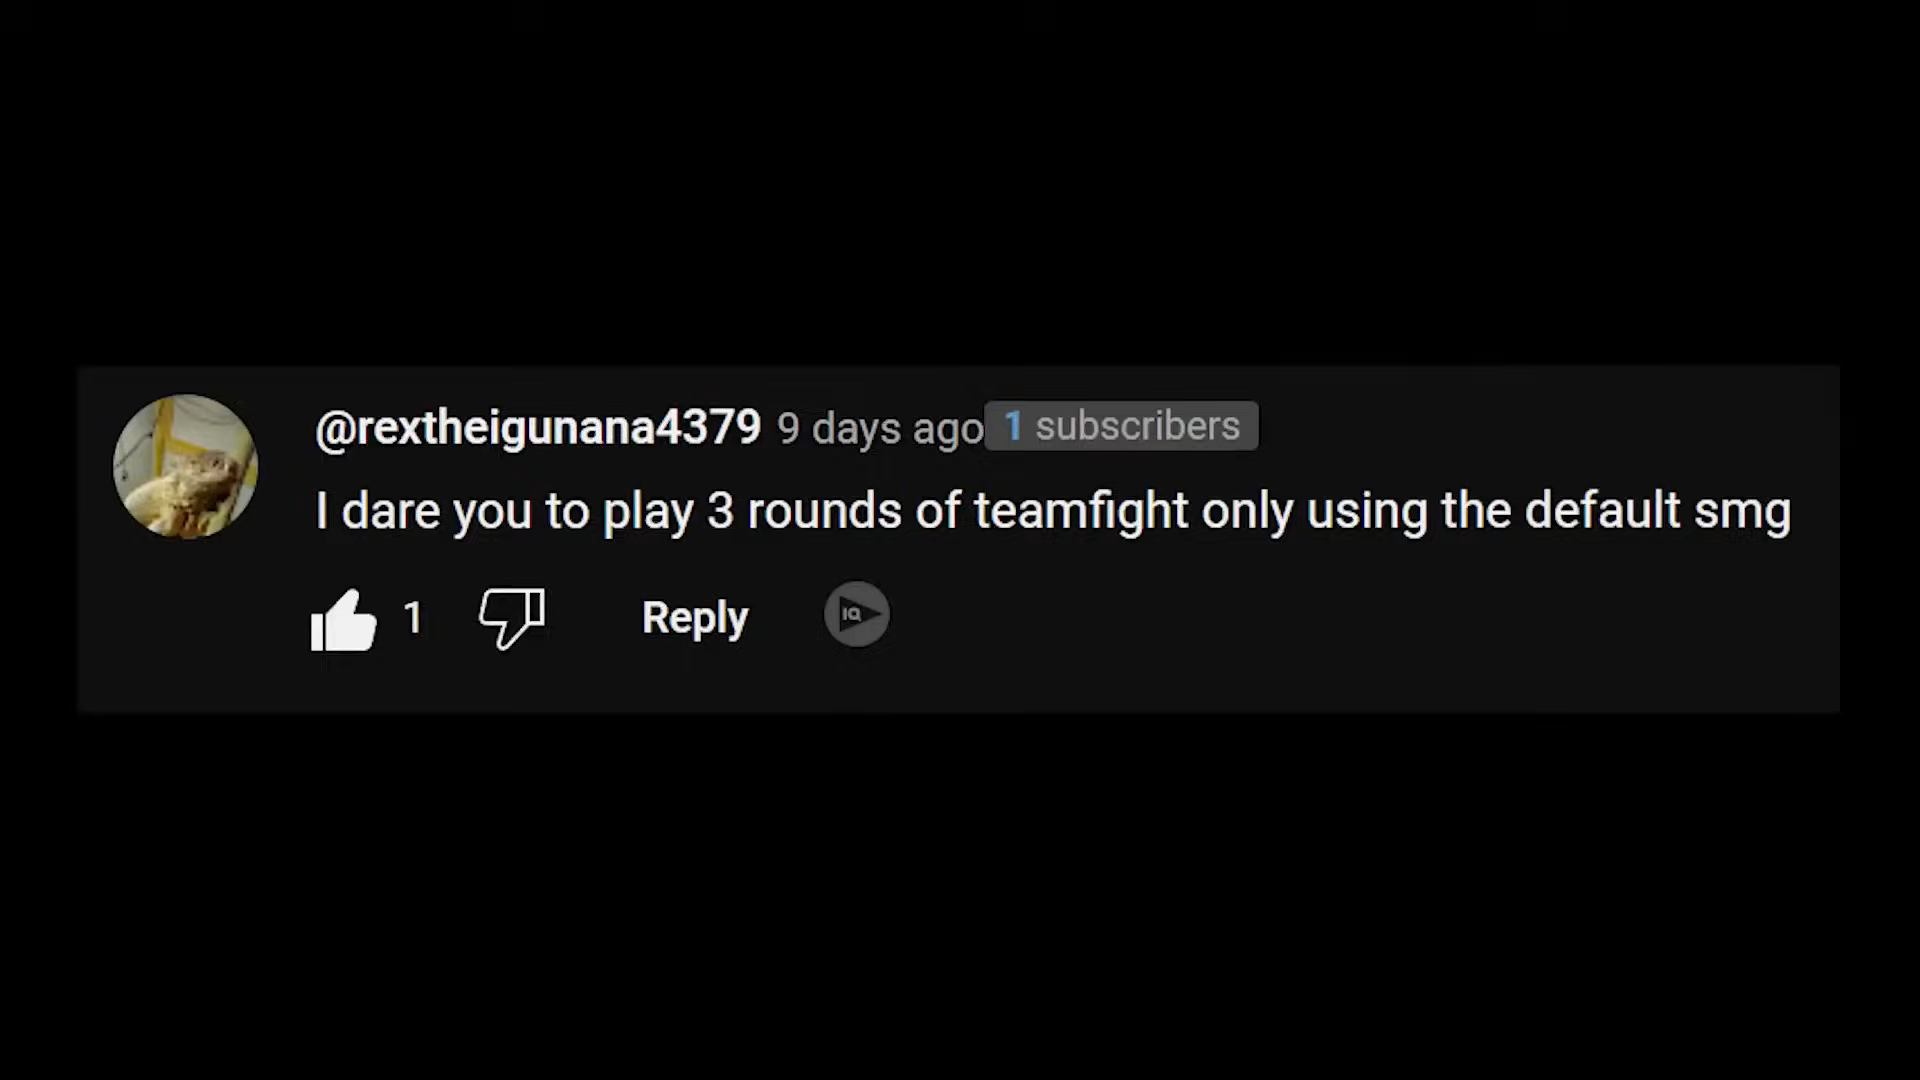 @rextheigunana4379 9 days ago 1 subscribers
I dare you to play 3 rounds of teamfight only using the default smg
1 Reply IQ